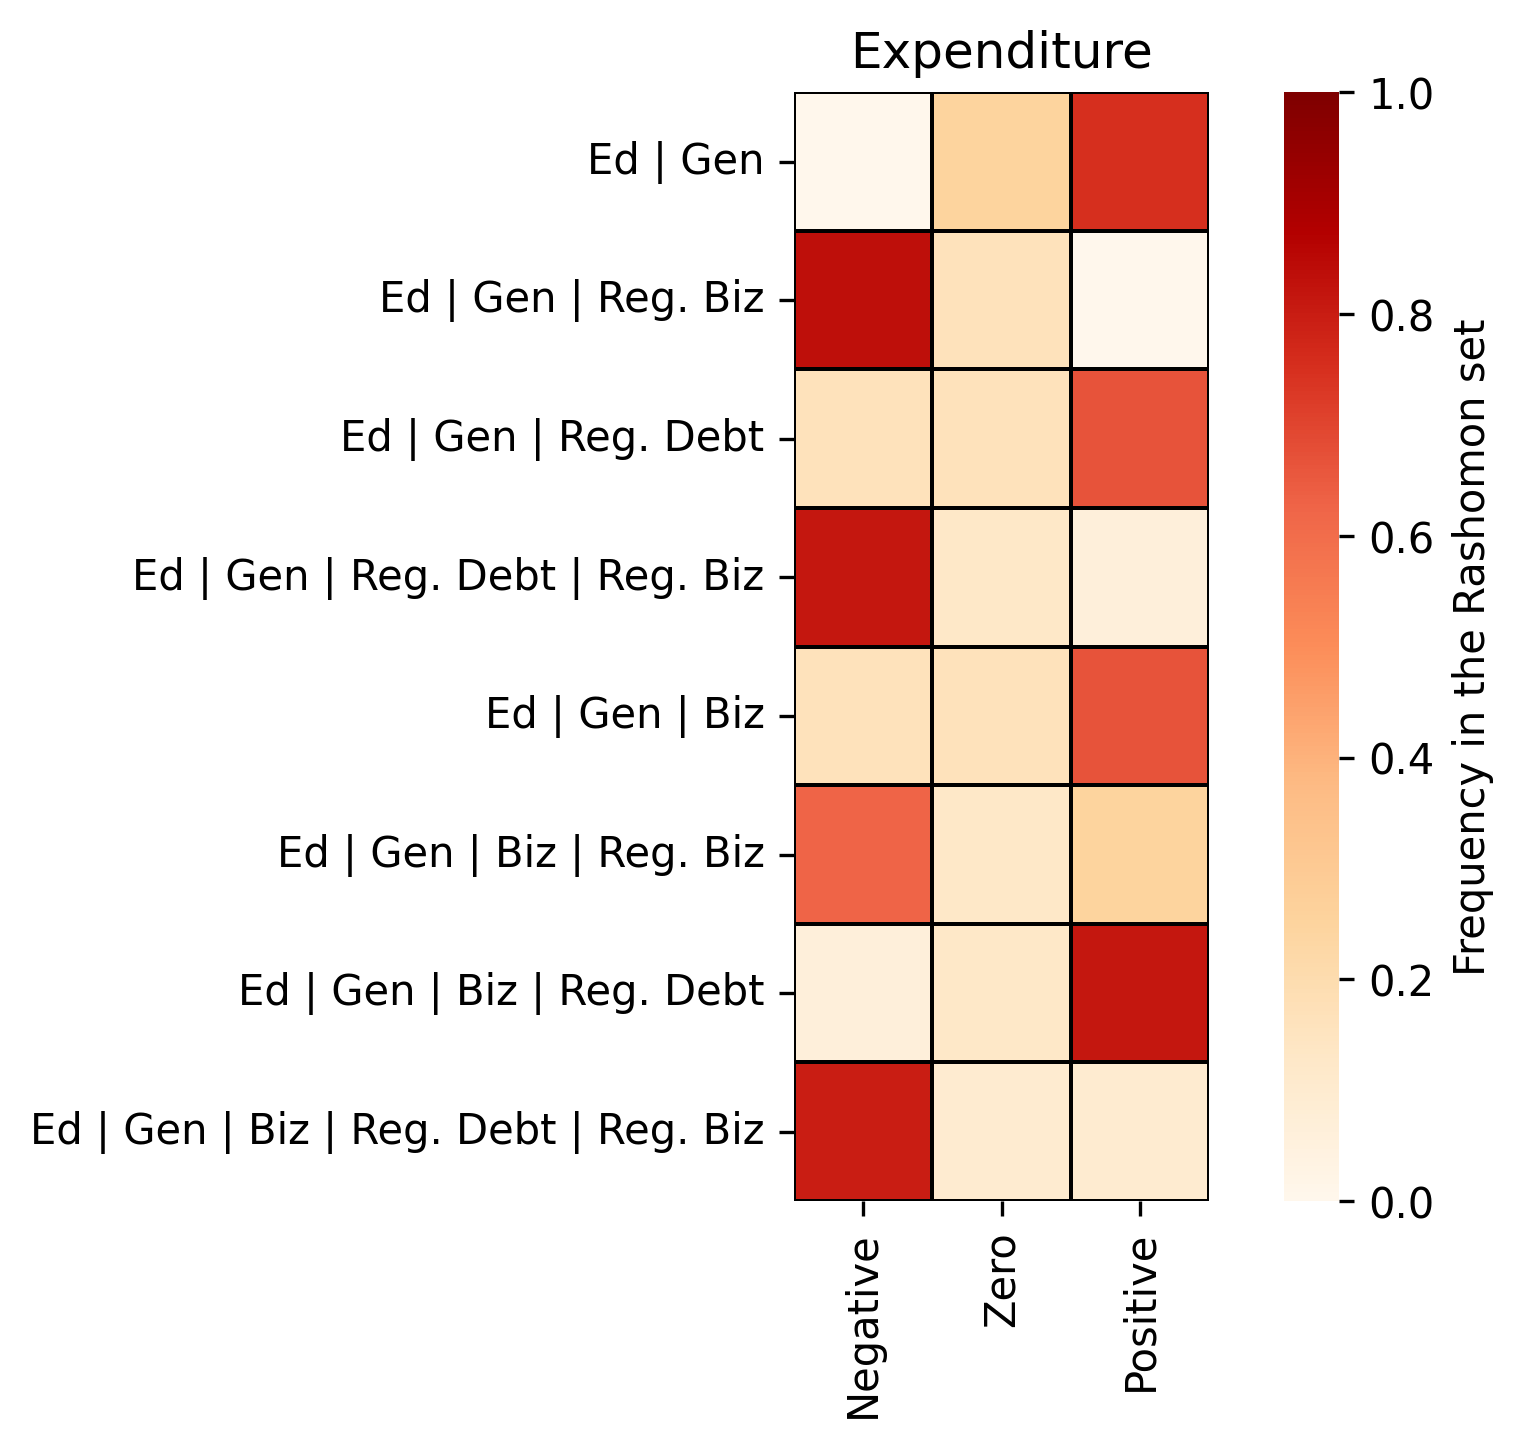 Expenditure
Ed | Gen
Ed | Gen | Reg. Biz
Ed | Gen | Reg. Debt
Ed | Gen | Reg. Debt | Reg. Biz
Ed | Gen | Biz
Ed | Gen | Biz | Reg. Biz
Ed | Gen | Biz | Reg. Debt
Ed | Gen | Biz | Reg. Debt | Reg. Biz
Negative
Zero
Positive
1.0
0.8
0.6
0.4
0.2
0.0
Frequency in the Rashomon set